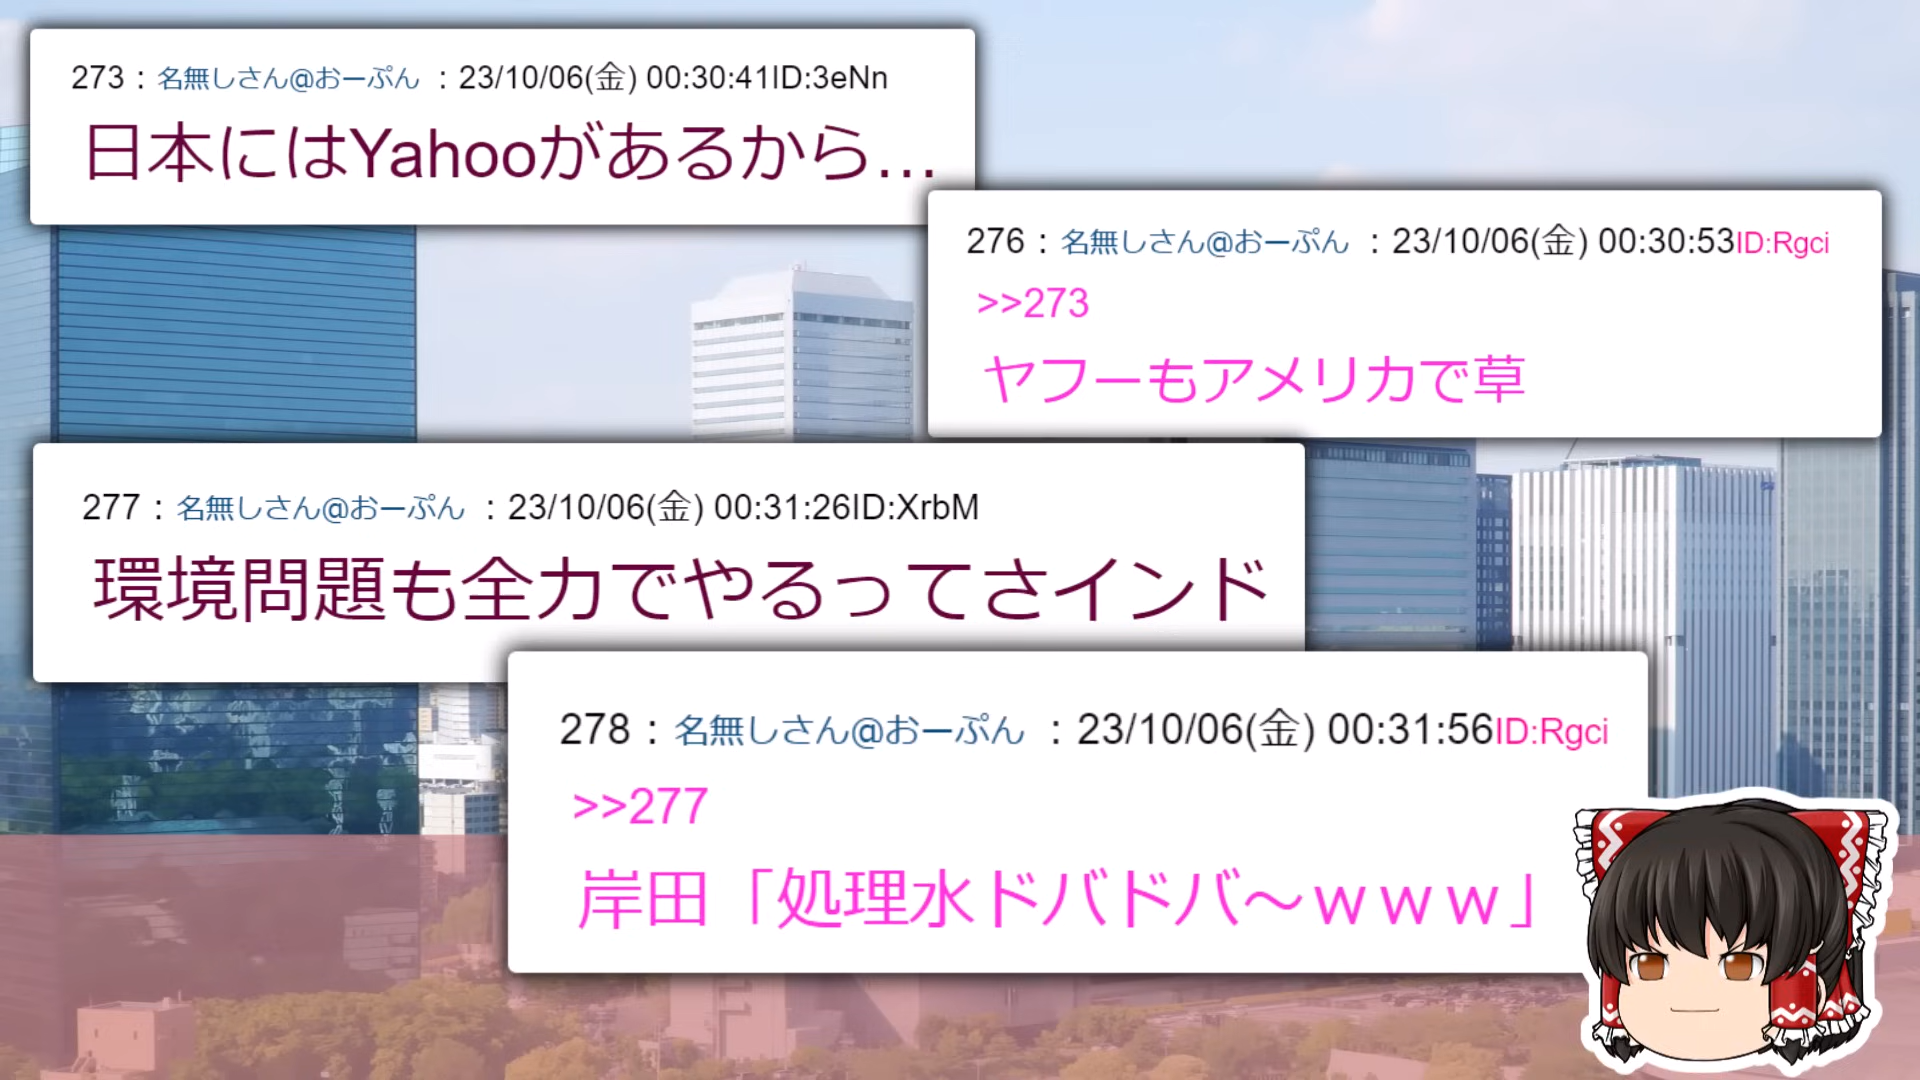 273：名無しさん@おーぷん ：23/10/06(金) 00:30:41ID:3eNn
日本にはYahooがあるから…
276：名無しさん@おーぷん ：23/10/06(金) 00:30:53ID:Rgci
>>273
ヤフーもアメリカで草
277：名無しさん@おーぷん ：23/10/06(金) 00:31:26ID:XrbM
環境問題も全力でやるってさインド
278：名無しさん@おーぷん ：23/10/06(金) 00:31:56ID:Rgci
>>277
岸田「処理水ドバドバ～ｗｗｗ」